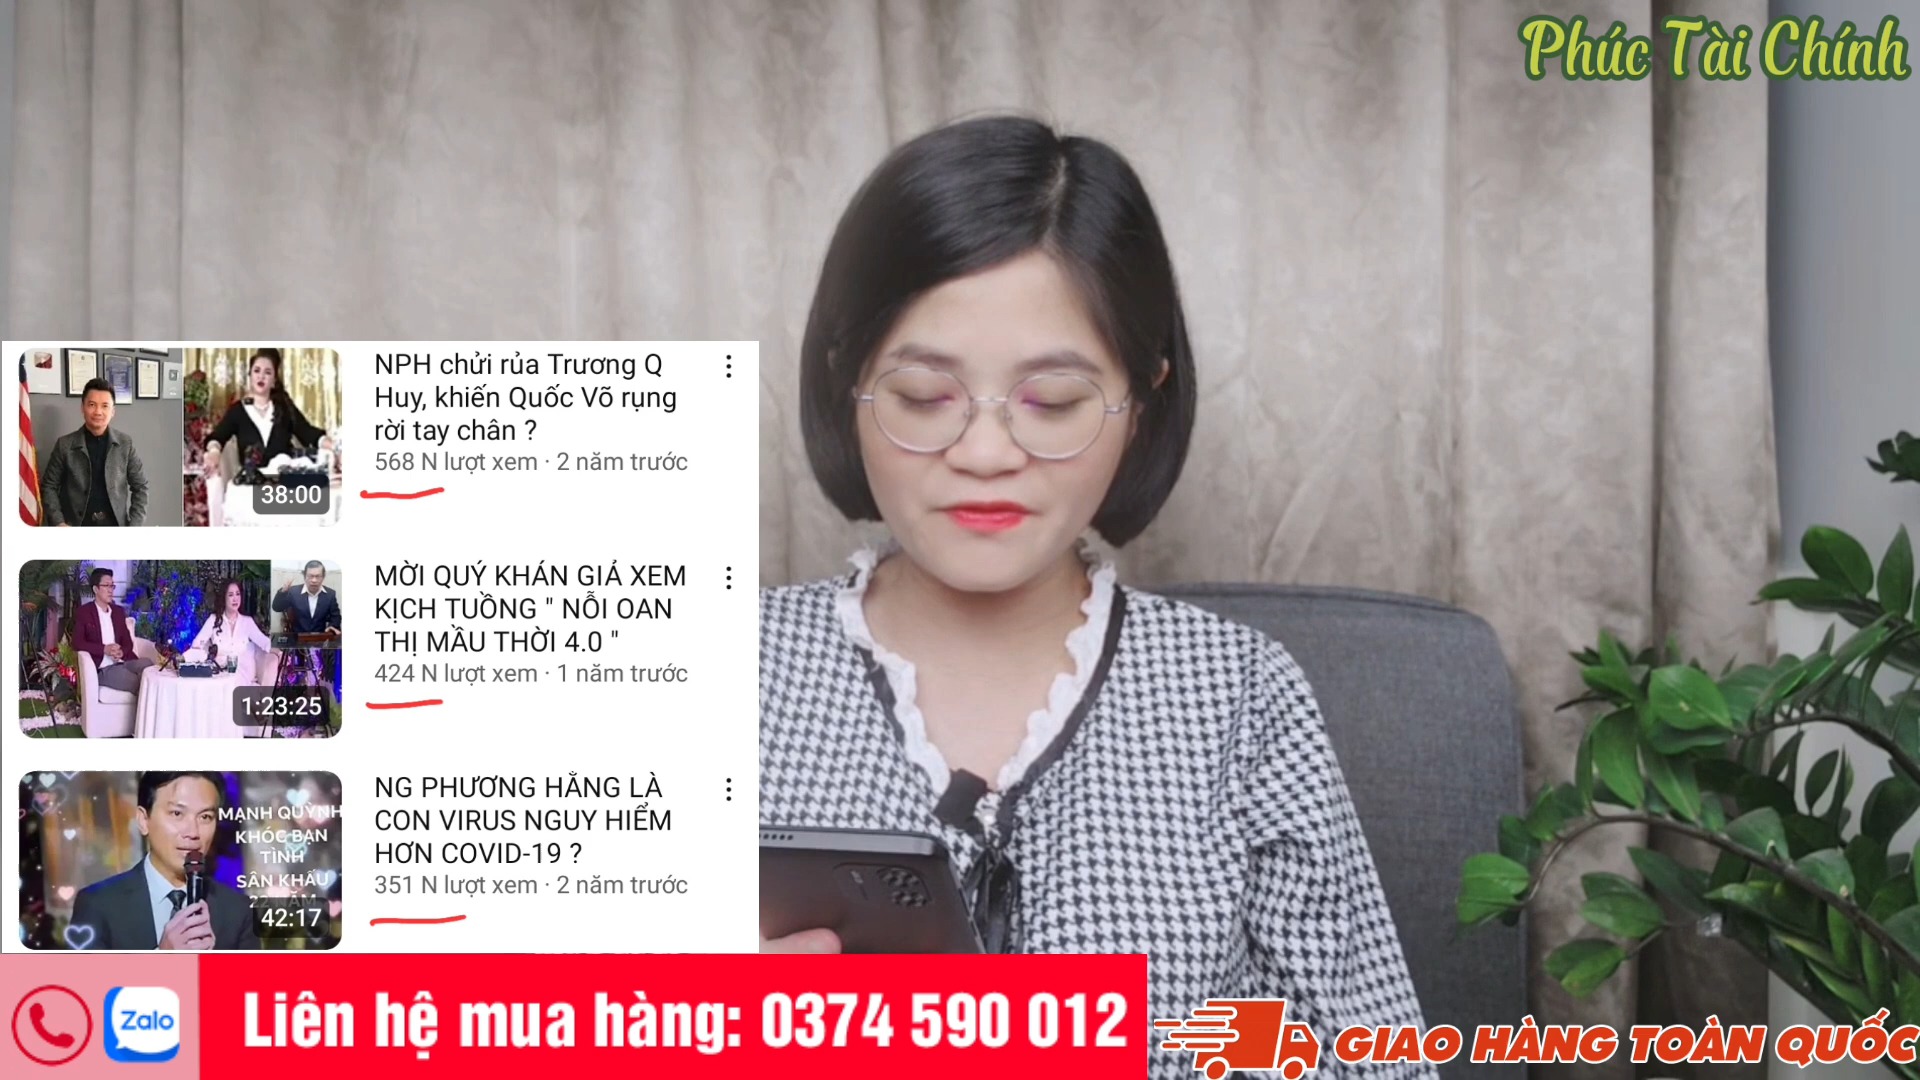 Phúc Tài Chính
NPH chửi rủa Trương Q
Huy, khiến Quốc Võ rụng
rời tay chân ?
568 N lượt xem · 2 năm trước
38:00
MỜI QUÝ KHÁN GIẢ XEM
KỊCH TUỒNG " NỖI OAN
THỊ MẦU THỜI 4.0 "
424 N lượt xem · 1 năm trước
1:23:25
NG PHƯƠNG HẰNG LÀ
CON VIRUS NGUY HIỂM
HƠN COVID-19 ?
351 N lượt xem · 2 năm trước
MẠNH QUỲNH
KHÓC BẠN
TÌNH
SÂN KHẤU
22 NĂM
42:17
Zalo
Liên hệ mua hàng: 0374 590 012
GIAO HÀNG TOÀN QUỐC